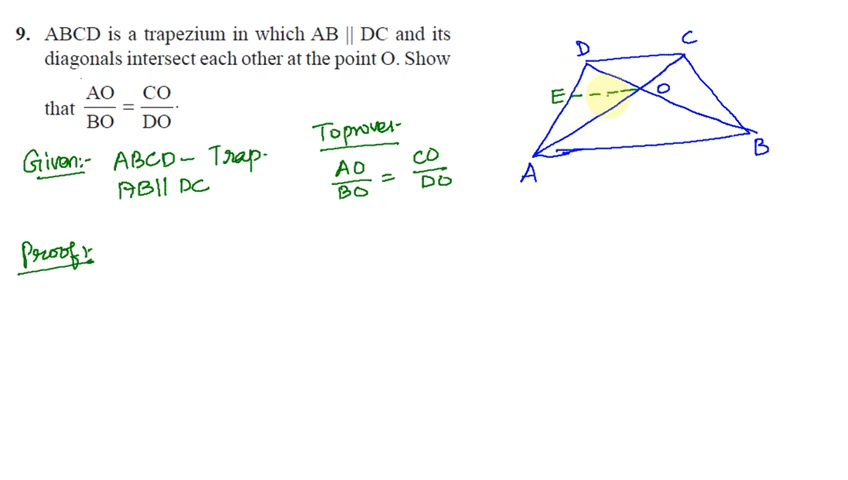 9. ABCD is a trapezium in which AB || DC and its
diagonals intersect each other at the point O. Show
that AO/BO = CO/DO.
Given:- ABCD - Trap.
AB || DC
To prove:-
AO/BO = CO/DO
Proof:-
D
C
E
O
A
B